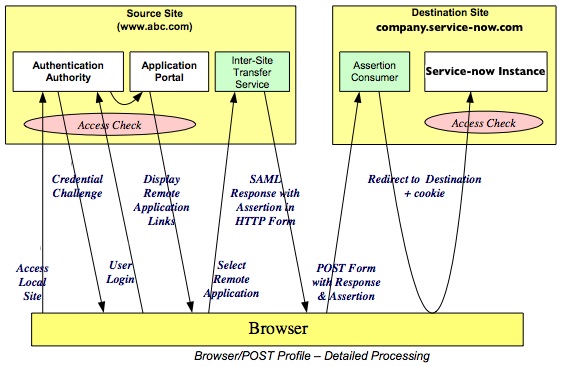 Source Site
(www.abc.com)
Destination Site
company.service-now.com
Authentication
Authority
Application
Portal
Inter-Site
Transfer
Service
Assertion
Consumer
Service-now Instance
Access Check
Access Check
Credential
Challenge
Display
Remote
Application
Links
SAML
Response with
Assertion in
HTTP Form
Redirect to Destination
+ cookie
Access
Local
Site
User
Login
Select
Remote
Application
POST Form
with Response
& Assertion
Browser
Browser/POST Profile – Detailed Processing